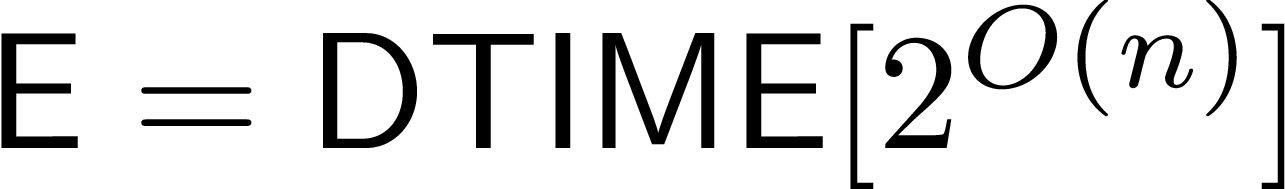 E = DTIME[2^{O(n)}]